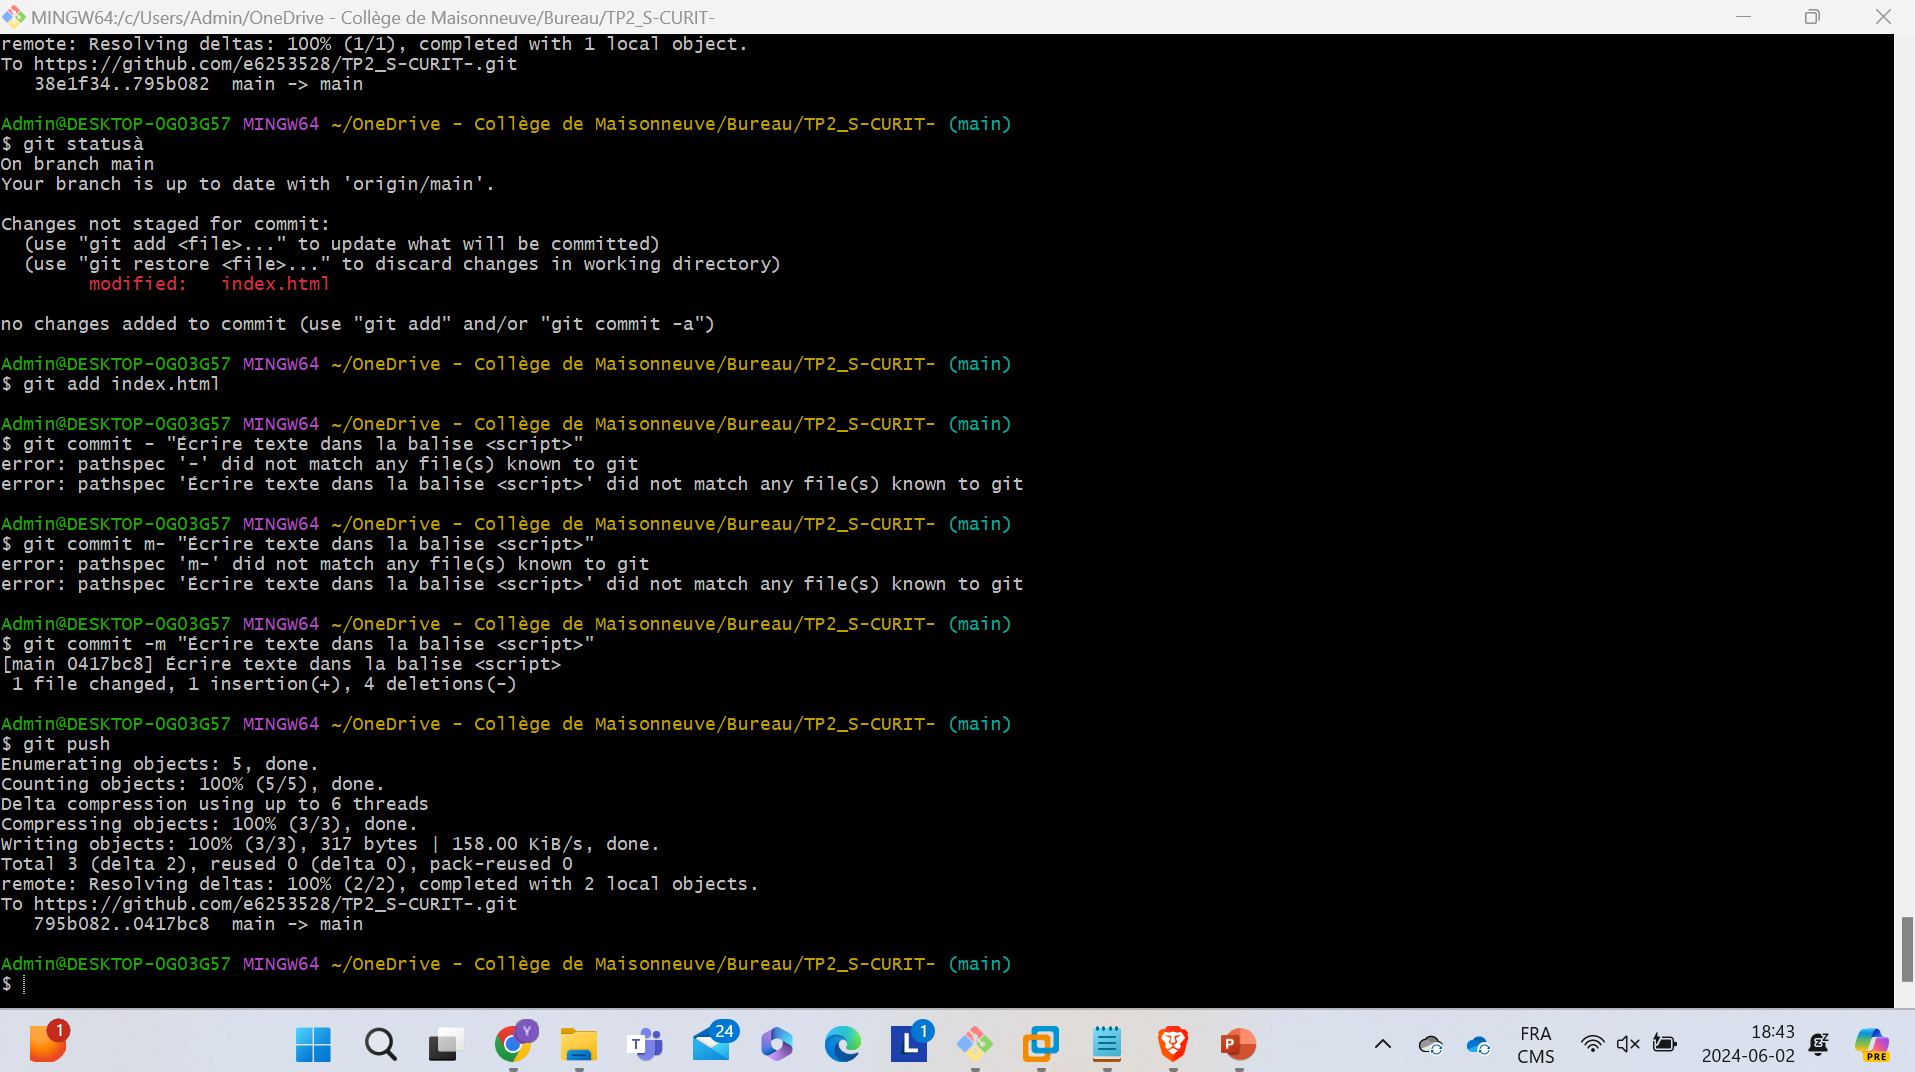 MINGW64:/c/Users/Admin/OneDrive - Collège de Maisonneuve/Bureau/TP2_S-CURIT-
remote: Resolving deltas: 100% (1/1), completed with 1 local object.
To https://github.com/e6253528/TP2_S-CURIT-.git
   38e1f34..795b082  main -> main

Admin@DESKTOP-0G03G57 MINGW64 ~/OneDrive - Collège de Maisonneuve/Bureau/TP2_S-CURIT- (main)
$ git statusà
On branch main
Your branch is up to date with 'origin/main'.

Changes not staged for commit:
  (use "git add <file>..." to update what will be committed)
  (use "git restore <file>..." to discard changes in working directory)
        modified:   index.html

no changes added to commit (use "git add" and/or "git commit -a")

Admin@DESKTOP-0G03G57 MINGW64 ~/OneDrive - Collège de Maisonneuve/Bureau/TP2_S-CURIT- (main)
$ git add index.html

Admin@DESKTOP-0G03G57 MINGW64 ~/OneDrive - Collège de Maisonneuve/Bureau/TP2_S-CURIT- (main)
$ git commit - "Écrire texte dans la balise <script>"
error: pathspec '-' did not match any file(s) known to git
error: pathspec 'Écrire texte dans la balise <script>' did not match any file(s) known to git

Admin@DESKTOP-0G03G57 MINGW64 ~/OneDrive - Collège de Maisonneuve/Bureau/TP2_S-CURIT- (main)
$ git commit m- "Écrire texte dans la balise <script>"
error: pathspec 'm-' did not match any file(s) known to git
error: pathspec 'Écrire texte dans la balise <script>' did not match any file(s) known to git

Admin@DESKTOP-0G03G57 MINGW64 ~/OneDrive - Collège de Maisonneuve/Bureau/TP2_S-CURIT- (main)
$ git commit -m "Écrire texte dans la balise <script>"
[main 0417bc8] Écrire texte dans la balise <script>
 1 file changed, 1 insertion(+), 4 deletions(-)

Admin@DESKTOP-0G03G57 MINGW64 ~/OneDrive - Collège de Maisonneuve/Bureau/TP2_S-CURIT- (main)
$ git push
Enumerating objects: 5, done.
Counting objects: 100% (5/5), done.
Delta compression using up to 6 threads
Compressing objects: 100% (3/3), done.
Writing objects: 100% (3/3), 317 bytes | 158.00 KiB/s, done.
Total 3 (delta 2), reused 0 (delta 0), pack-reused 0
remote: Resolving deltas: 100% (2/2), completed with 2 local objects.
To https://github.com/e6253528/TP2_S-CURIT-.git
   795b082..0417bc8  main -> main

Admin@DESKTOP-0G03G57 MINGW64 ~/OneDrive - Collège de Maisonneuve/Bureau/TP2_S-CURIT- (main)
$
1
Y
T
24
L
1
P
FRA
CMS
18:43
2024-06-02
PRE